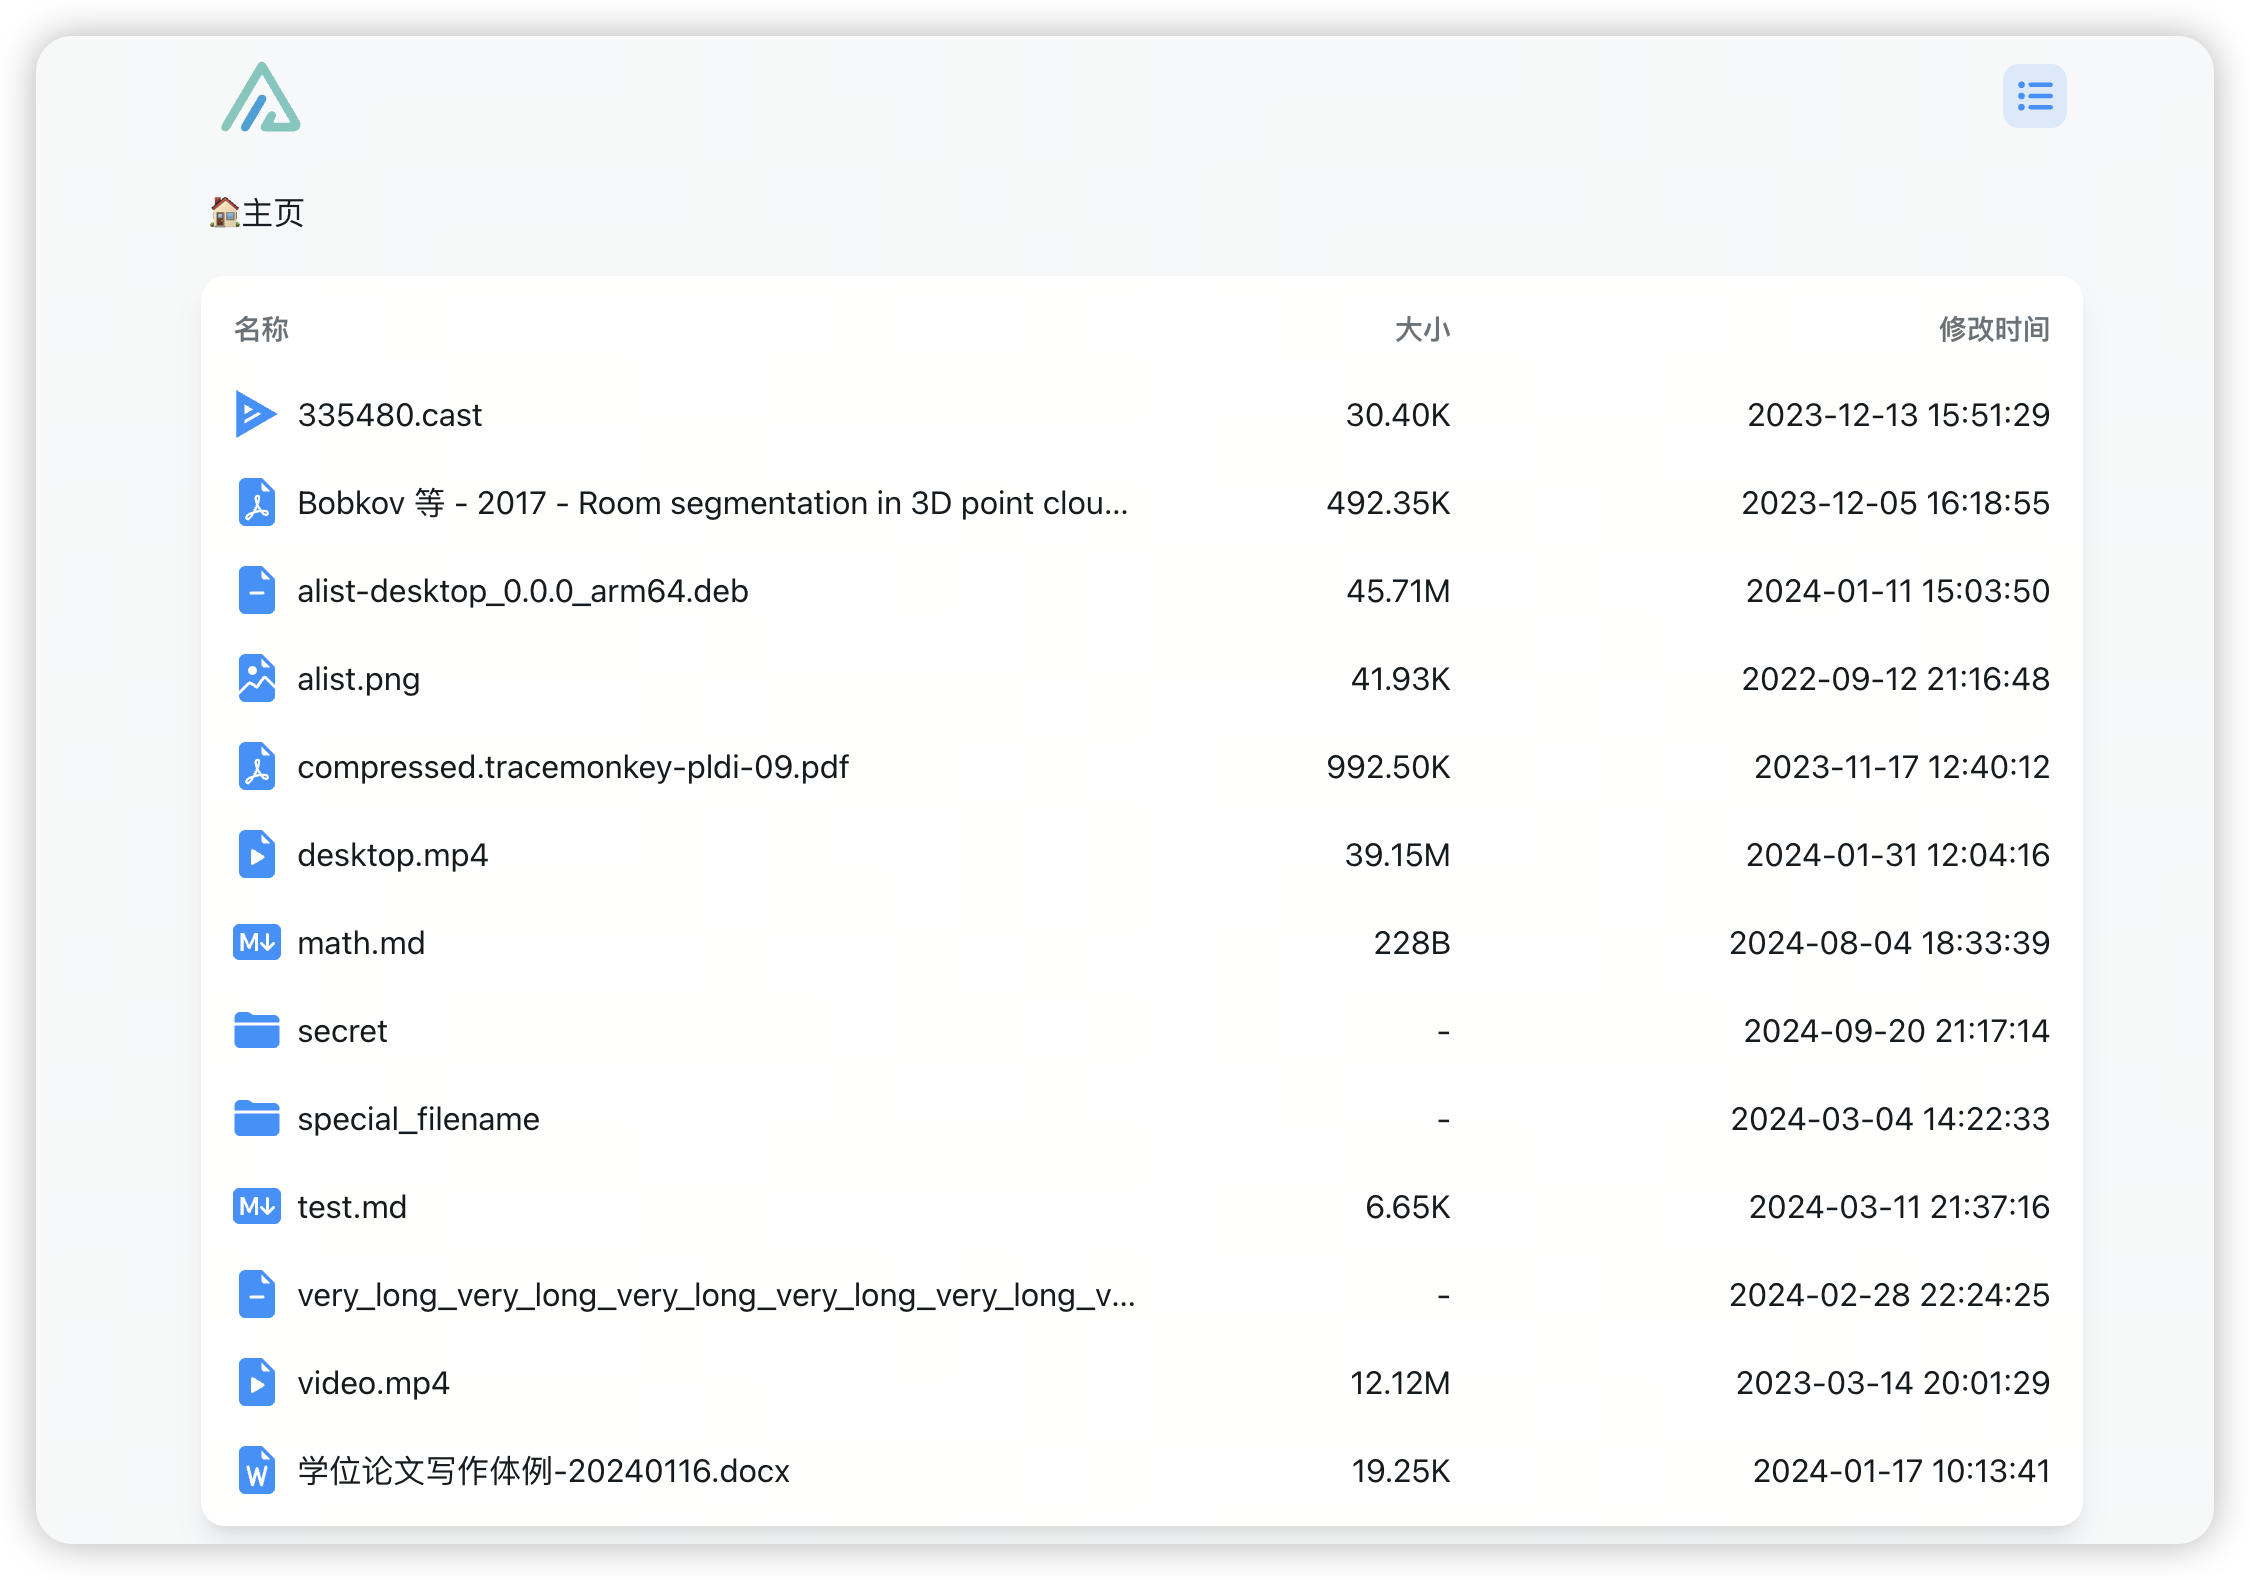 🏠主页
名称 大小 修改时间
335480.cast 30.40K 2023-12-13 15:51:29
Bobkov 等 - 2017 - Room segmentation in 3D point clou... 492.35K 2023-12-05 16:18:55
alist-desktop_0.0.0_arm64.deb 45.71M 2024-01-11 15:03:50
alist.png 41.93K 2022-09-12 21:16:48
compressed.tracemonkey-pldi-09.pdf 992.50K 2023-11-17 12:40:12
desktop.mp4 39.15M 2024-01-31 12:04:16
M↓ math.md 228B 2024-08-04 18:33:39
secret - 2024-09-20 21:17:14
special_filename - 2024-03-04 14:22:33
M↓ test.md 6.65K 2024-03-11 21:37:16
very_long_very_long_very_long_very_long_very_long_v... - 2024-02-28 22:24:25
video.mp4 12.12M 2023-03-14 20:01:29
W 学位论文写作体例-20240116.docx 19.25K 2024-01-17 10:13:41